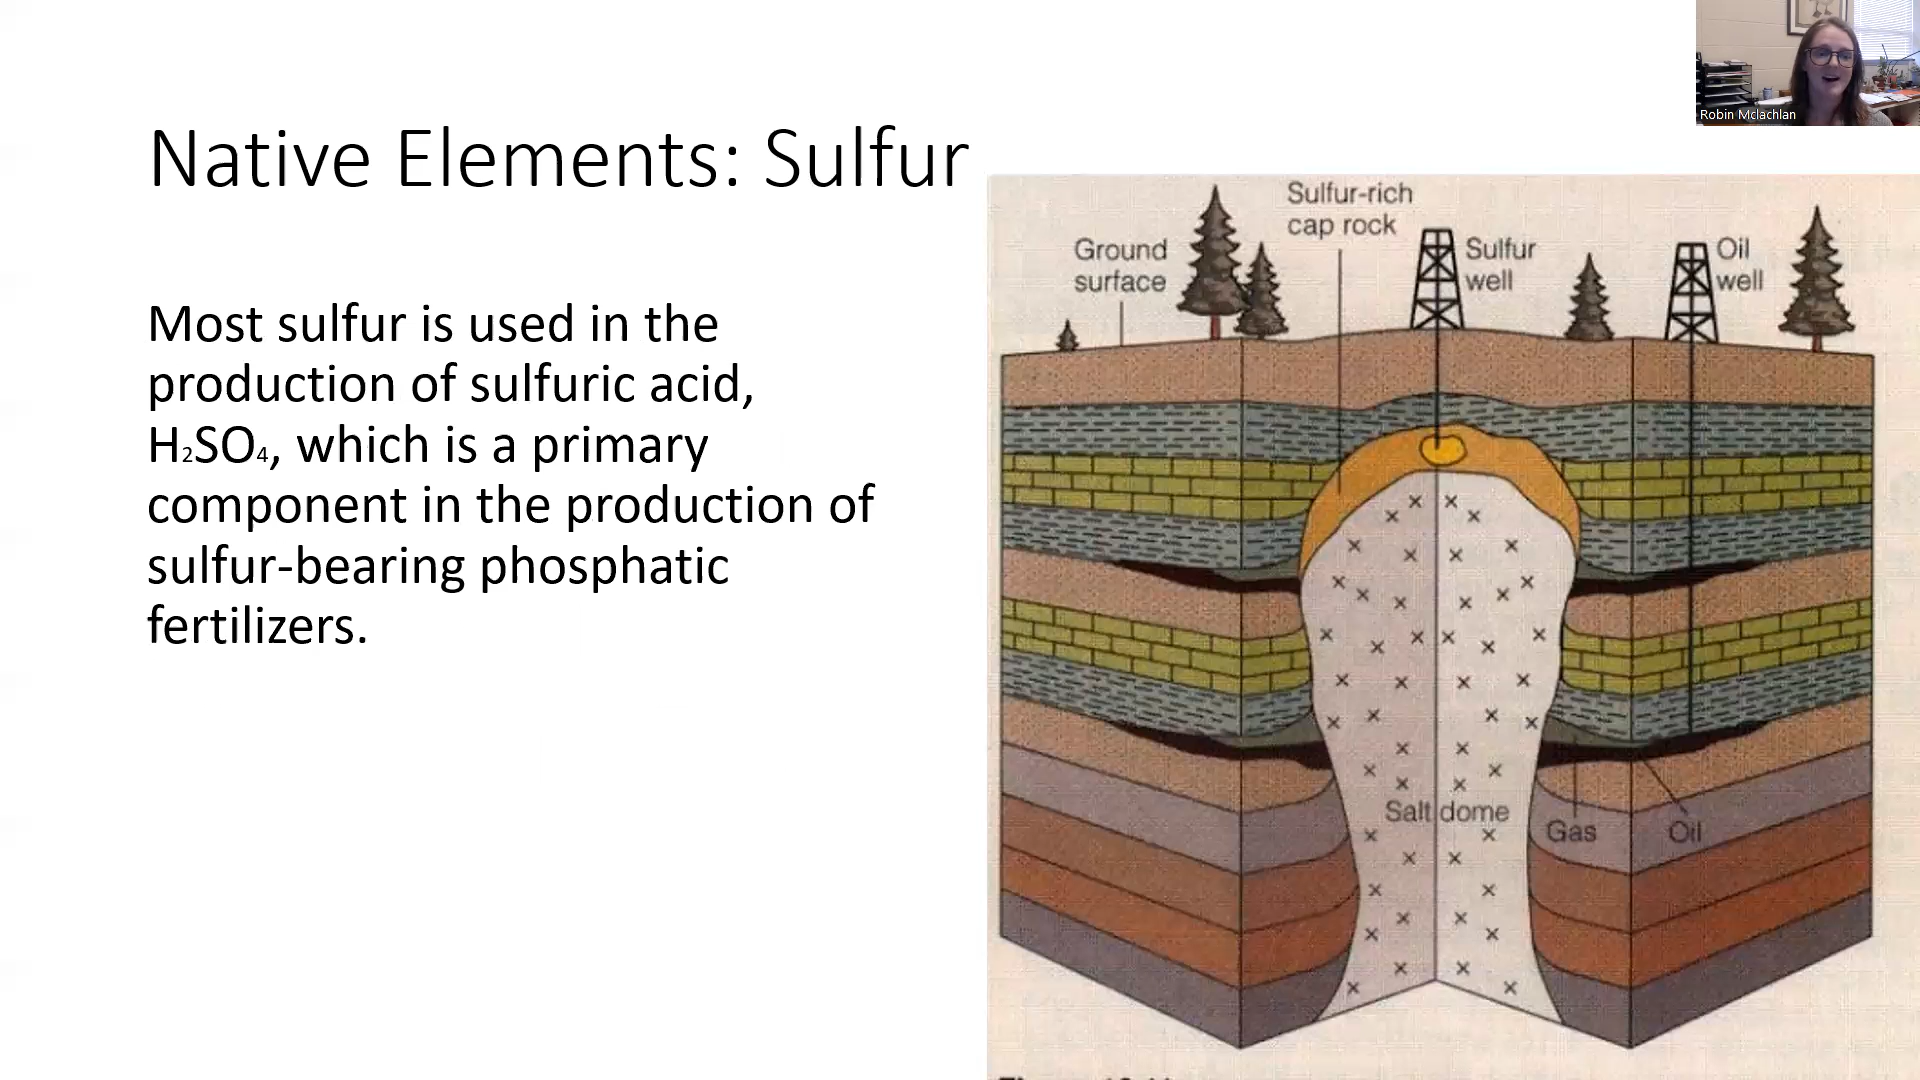 Robin Mclachlan
Native Elements: Sulfur
Most sulfur is used in the
production of sulfuric acid,
H₂SO₄, which is a primary
component in the production of
sulfur-bearing phosphatic
fertilizers.
Sulfur-rich
cap rock
Ground
surface
Sulfur
well
Oil
well
Salt dome
Gas
Oil